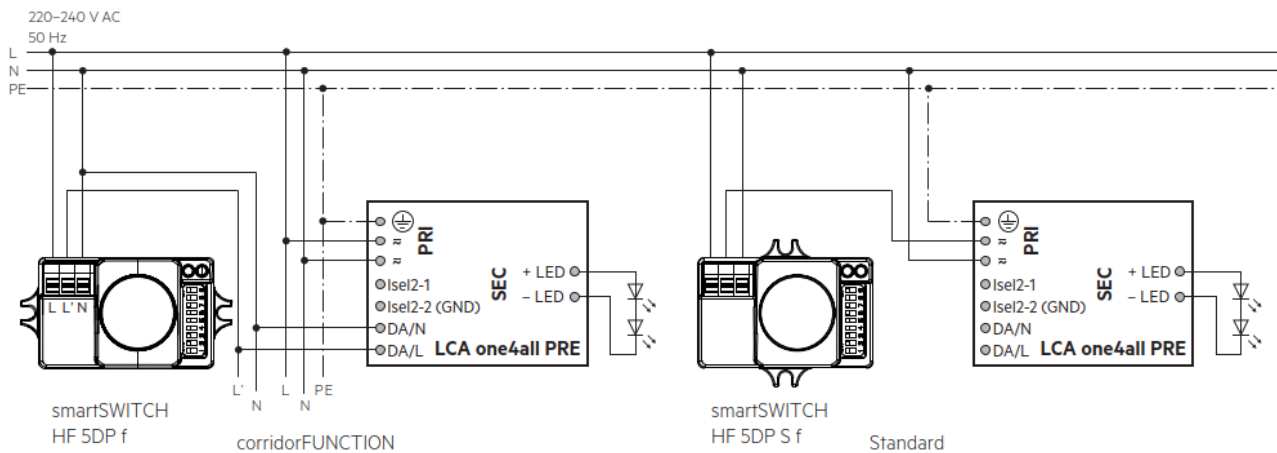 220–240 V AC
50 Hz
L
N
PE
L L' N
PRI
≂
≂
Isel2-1
Isel2-2 (GND)
DA/N
DA/L
SEC
+ LED
– LED
LCA one4all PRE
L'
N
L
N
PE
smartSWITCH
HF 5DP f
corridorFUNCTION
PRI
≂
≂
Isel2-1
Isel2-2 (GND)
DA/N
DA/L
SEC
+ LED
– LED
LCA one4all PRE
smartSWITCH
HF 5DP S f
Standard